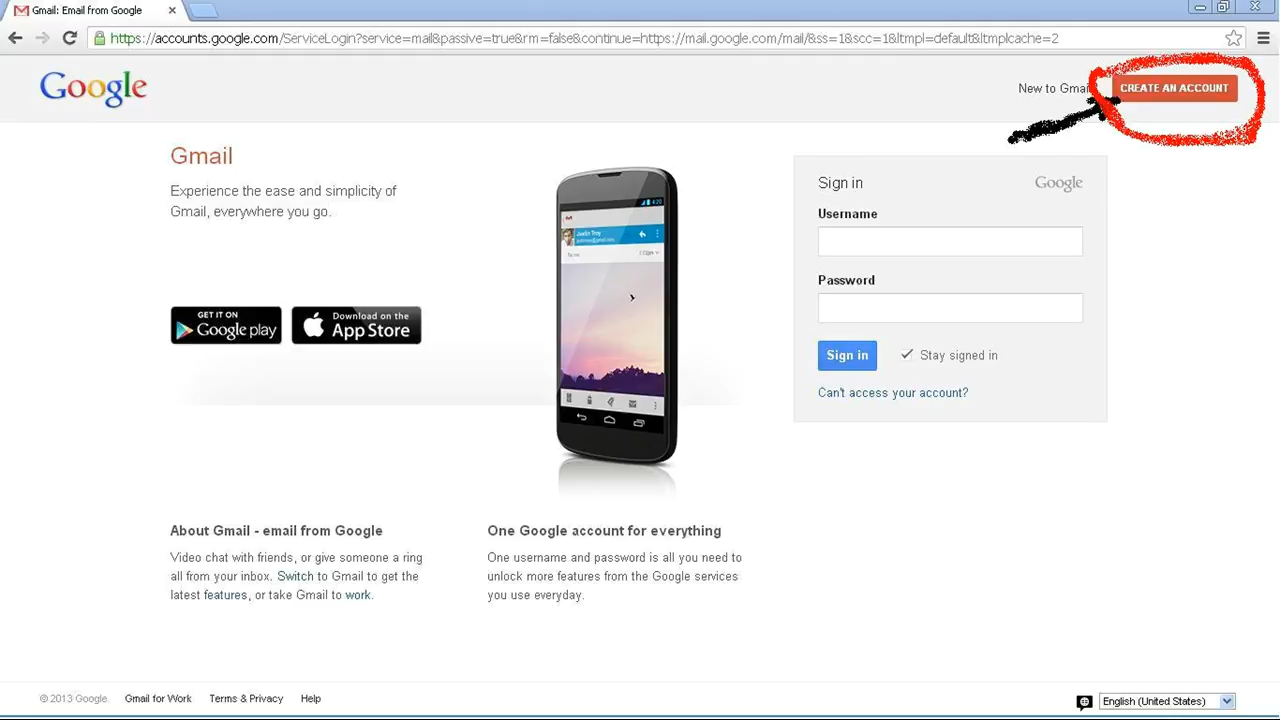 Gmail: Email from Google
https://accounts.google.com/ServiceLogin?service=mail&passive=true&rm=false&continue=https://mail.google.com/mail/&ss=1&scc=1&ltmpl=default&ltmplcache=2
Google
New to Gmail
CREATE AN ACCOUNT
Gmail
Experience the ease and simplicity of
Gmail, everywhere you go.
GET IT ON
Google play
Download on the
App Store
4:20
Justin Troy
To: me
Sign in
Google
Username
Password
Sign in
Stay signed in
Can't access your account?
About Gmail - email from Google
Video chat with friends, or give someone a ring
all from your inbox. Switch to Gmail to get the
latest features, or take Gmail to work.
One Google account for everything
One username and password is all you need to
unlock more features from the Google services
you use everyday.
© 2013 Google
Gmail for Work
Terms & Privacy
Help
English (United States)